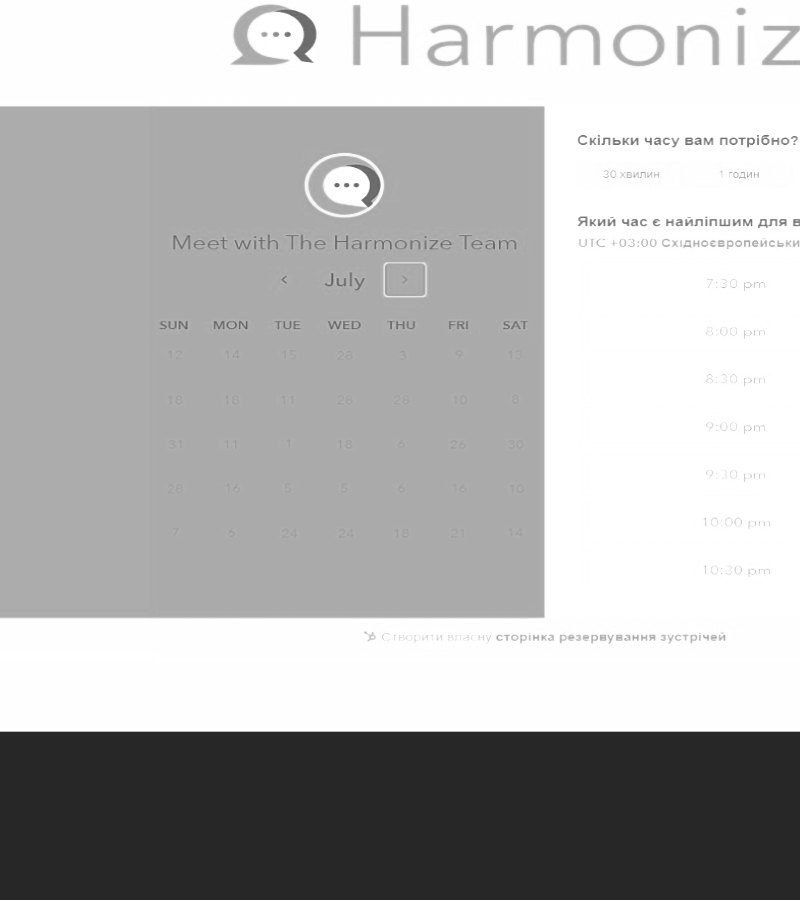 Harmoniz
Meet with The Harmonize Team
July
SUN MON TUE WED THU FRI SAT
12 14 15 28 3 9 13
18 18 11 28 28 10 8
31 11 1 18 6 26 30
28 16 5 5 6 16 10
7 6 24 24 18 21 14
Скільки часу вам потрібно?
30 хвилин 1 годин
Який час є найліпшим для в
UTC +03:00 Східноєвропейськи
7:30 pm
8:00 pm
8:30 pm
9:00 pm
9:30 pm
10:00 pm
10:30 pm
Створити власну сторінка резервування зустрічей